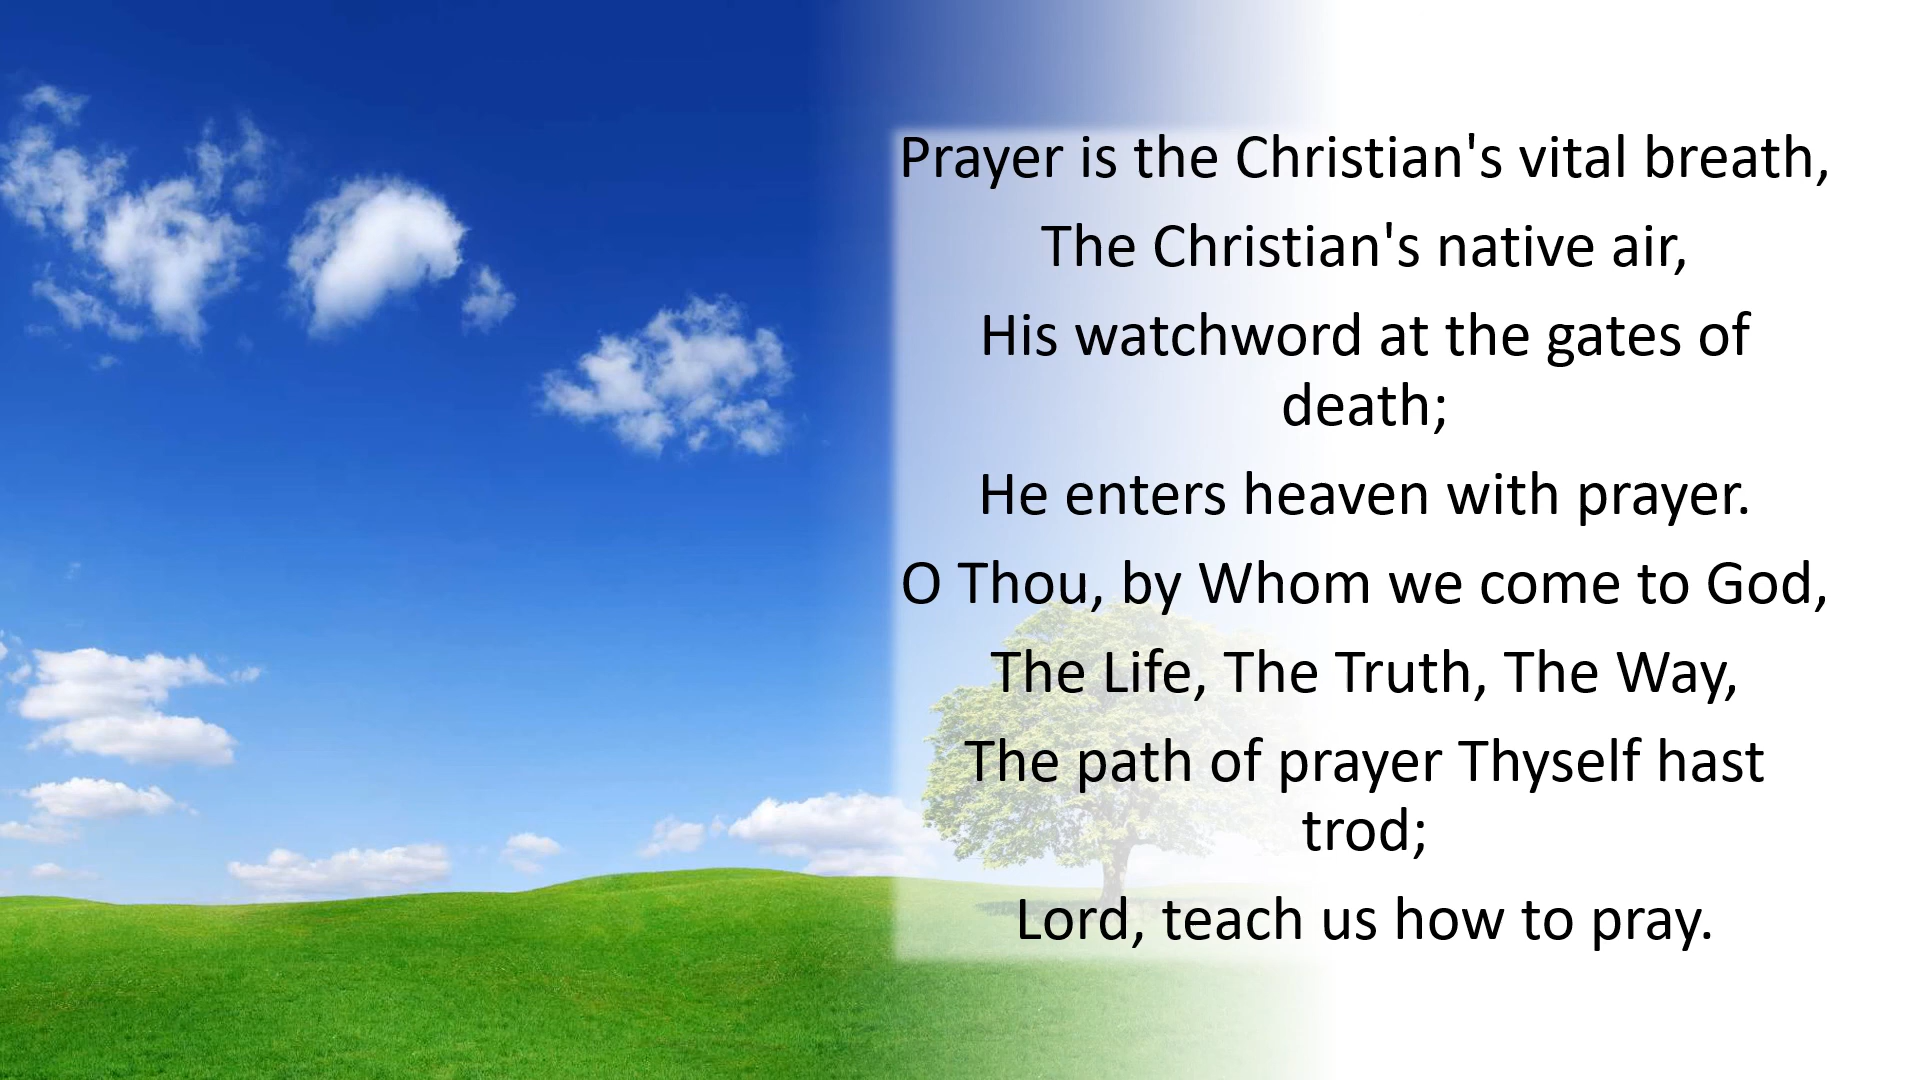 Prayer is the Christian's vital breath,
The Christian's native air,
His watchword at the gates of
death;
He enters heaven with prayer.
O Thou, by Whom we come to God,
The Life, The Truth, The Way,
The path of prayer Thyself hast
trod;
Lord, teach us how to pray.